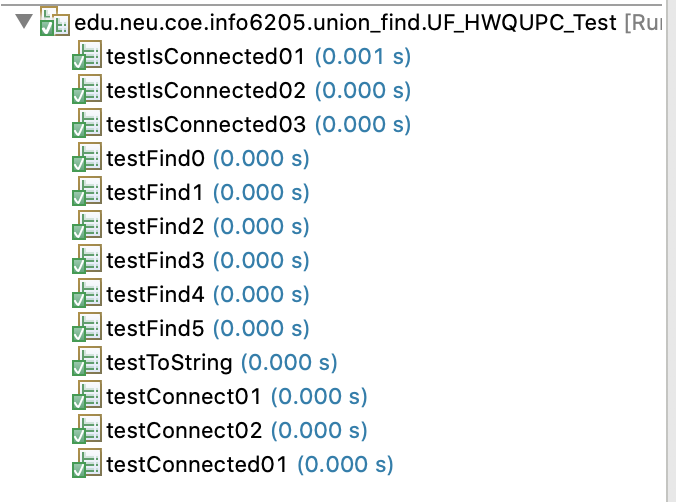 edu.neu.coe.info6205.union_find.UF_HWQUPC_Test [Ru
testIsConnected01 (0.001 s)
testIsConnected02 (0.000 s)
testIsConnected03 (0.000 s)
testFind0 (0.000 s)
testFind1 (0.000 s)
testFind2 (0.000 s)
testFind3 (0.000 s)
testFind4 (0.000 s)
testFind5 (0.000 s)
testToString (0.000 s)
testConnect01 (0.000 s)
testConnect02 (0.000 s)
testConnected01 (0.000 s)